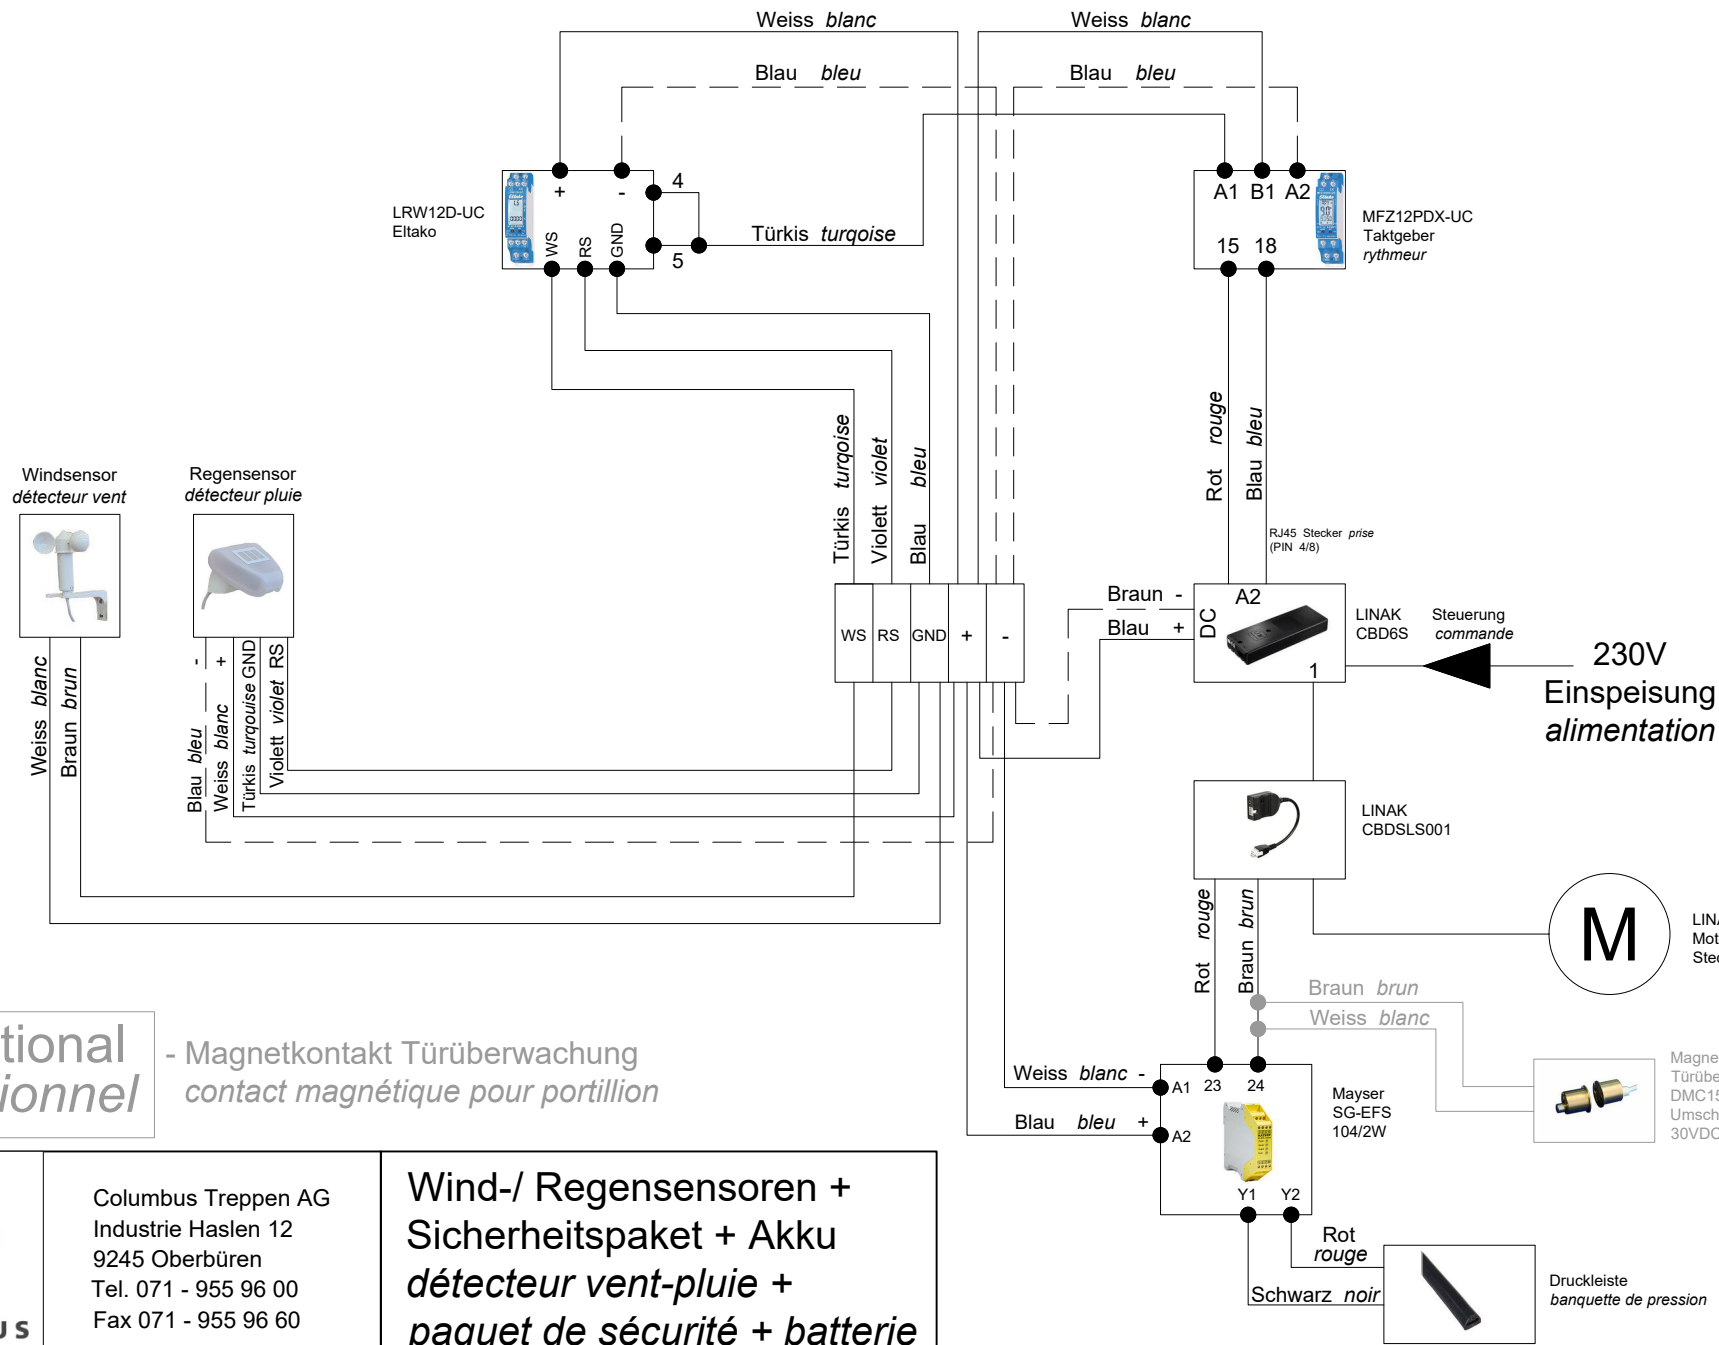 Weiss blanc
Weiss blanc
Blau bleu
Blau bleu
LRW12D-UC
Eltako
+ -
4
5
WS
RS
GND
Türkis turqoise
A1 B1 A2
15 18
MFZ12PDX-UC
Taktgeber
rythmeur
Rot rouge
Blau bleu
RJ45 Stecker prise
(PIN 4/8)
Türkis turqoise
Violett violet
Blau bleu
Windsensor
détecteur vent
Regensensor
détecteur pluie
Weiss blanc
Braun brun
Blau bleu -
Weiss blanc +
Türkis turqouise GND
Violett violet RS
WS RS GND + -
Braun -
Blau +
DC
A2
1
LINAK
CBD6S
Steuerung
commande
230V
Einspeisung
alimentation
LINAK
CBDSLS001
M
Rot rouge
Braun brun
Braun brun
Weiss blanc
Weiss blanc -
Blau bleu +
A1
A2
23 24
Y1 Y2
Mayser
SG-EFS
104/2W
DMC15
30VDC
Rot
rouge
Schwarz noir
Druckleiste
banquette de pression
- Magnetkontakt Türüberwachung
contact magnétique pour portillion
Columbus Treppen AG
Industrie Haslen 12
9245 Oberbüren
Tel. 071 - 955 96 00
Fax 071 - 955 96 60
Wind-/ Regensensoren +
Sicherheitspaket + Akku
détecteur vent-pluie +
paquet de sécurité + batterie